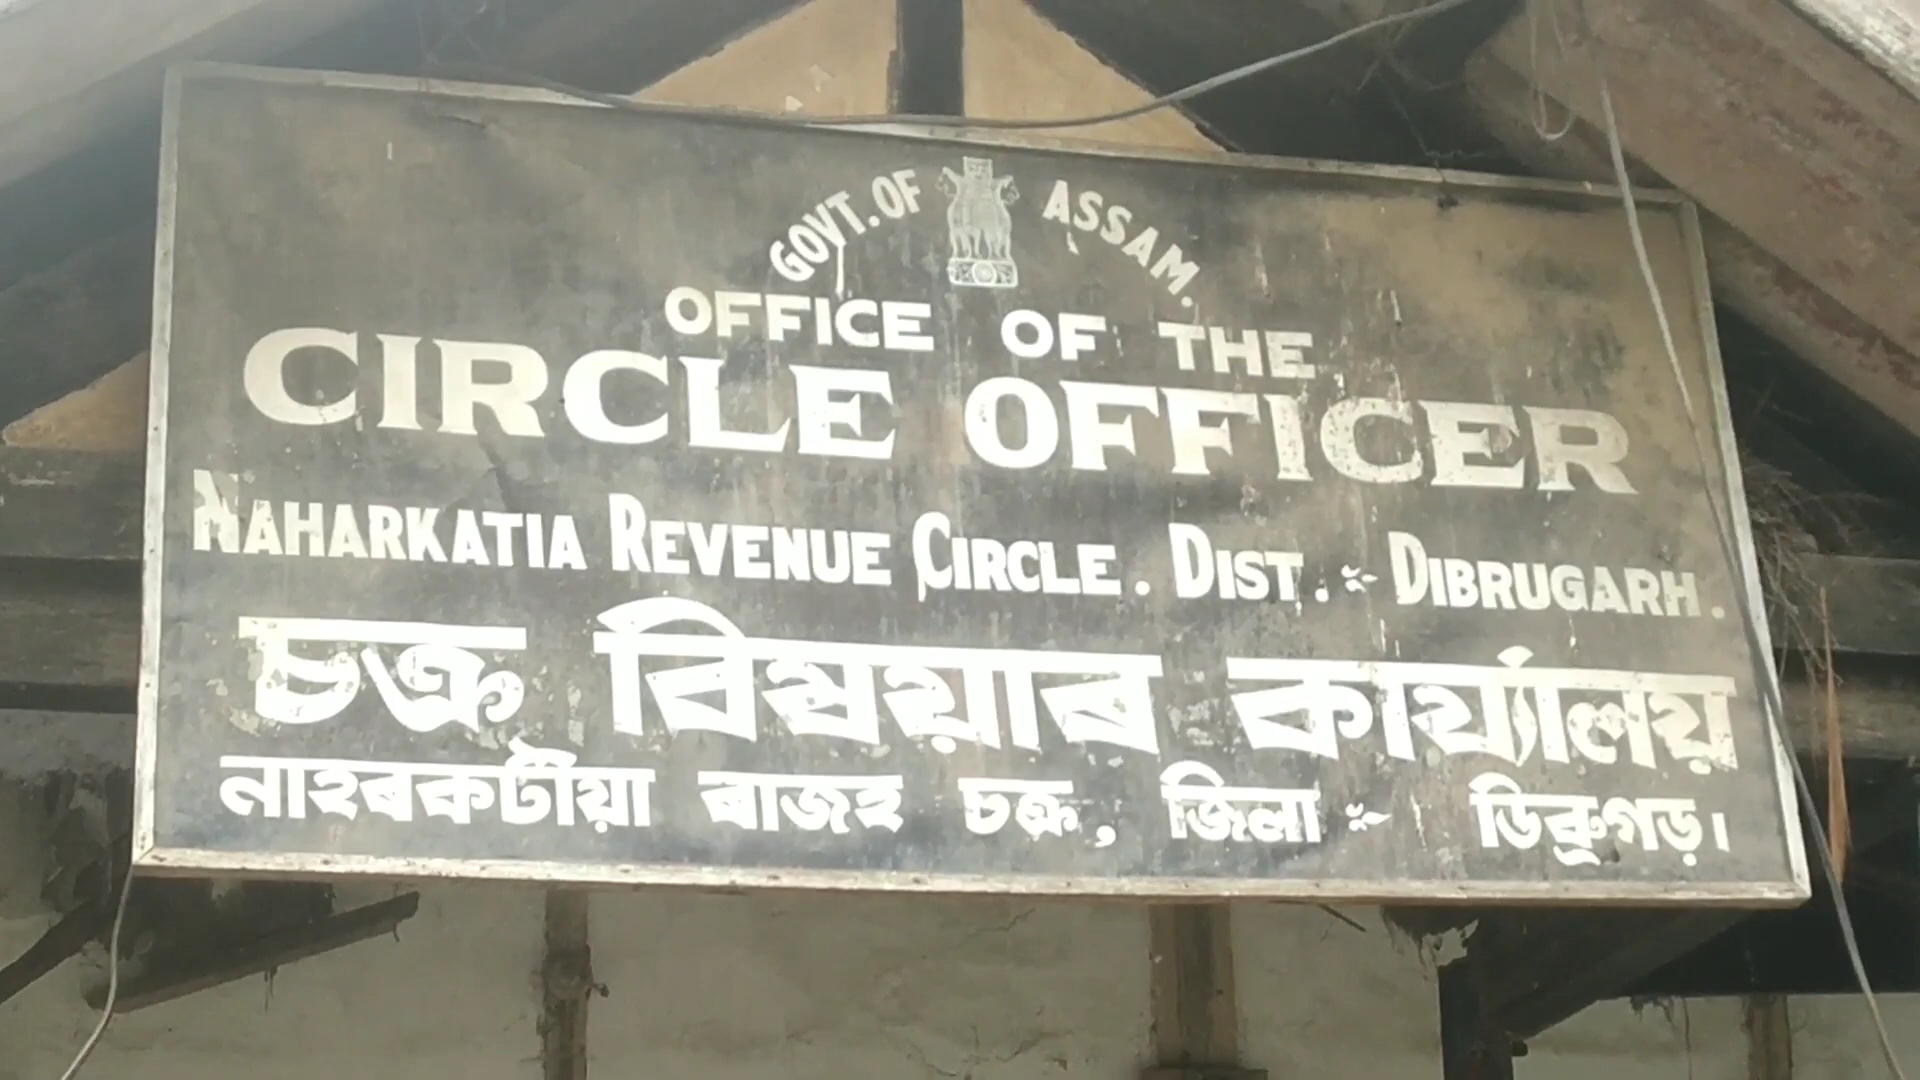 GOVT. OF ASSAM.
OFFICE OF THE
CIRCLE OFFICER
NAHARKATIA REVENUE CIRCLE. DIST. :- DIBRUGARH.
চক্ৰ বিষয়াৰ কাৰ্য্যালয়
নাহৰকটীয়া ৰাজহ চক্ৰ, জিলা :- ডিব্ৰুগড়।